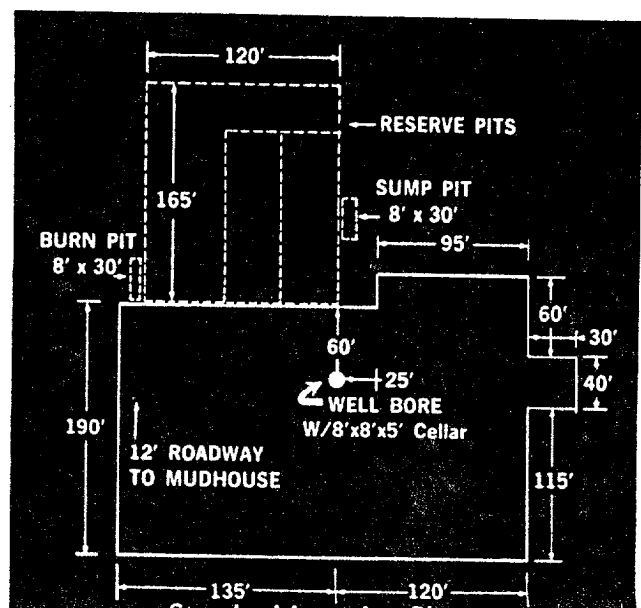 120'
RESERVE PITS
165'
SUMP PIT
8' x 30'
BURN PIT
8' x 30'
95'
60'
30'
60'
25'
40'
WELL BORE
W/8'x8'x5' Cellar
190'
12' ROADWAY
TO MUDHOUSE
115'
135'
120'